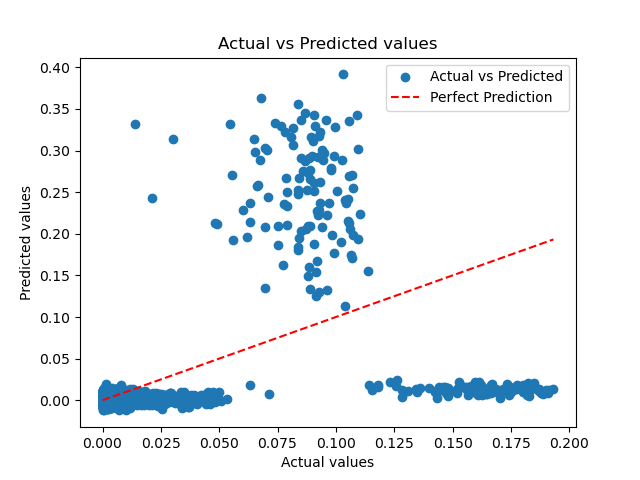 Actual vs Predicted values
Actual vs Predicted
Perfect Prediction
Predicted values
0.40
0.35
0.30
0.25
0.20
0.15
0.10
0.05
0.00
0.000 0.025 0.050 0.075 0.100 0.125 0.150 0.175 0.200
Actual values